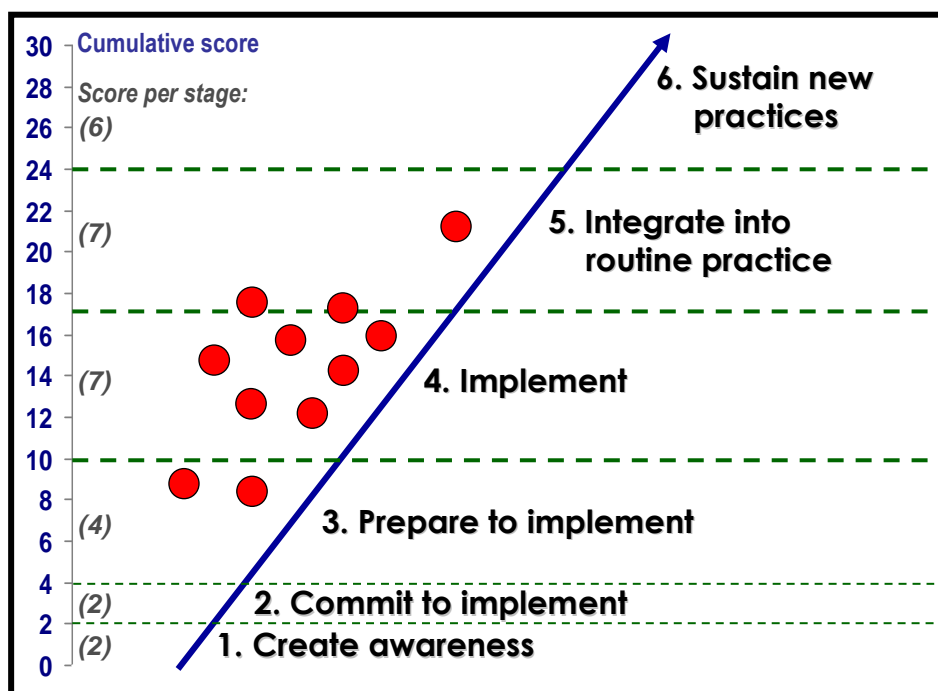 30
Cumulative score
28
Score per stage:
6. Sustain new
practices
26
(6)
24
22
(7)
5. Integrate into
routine practice
20
18
16
14
(7)
4. Implement
12
10
8
(4)
3. Prepare to implement
6
4
(2)
2. Commit to implement
2
(2)
1. Create awareness
0